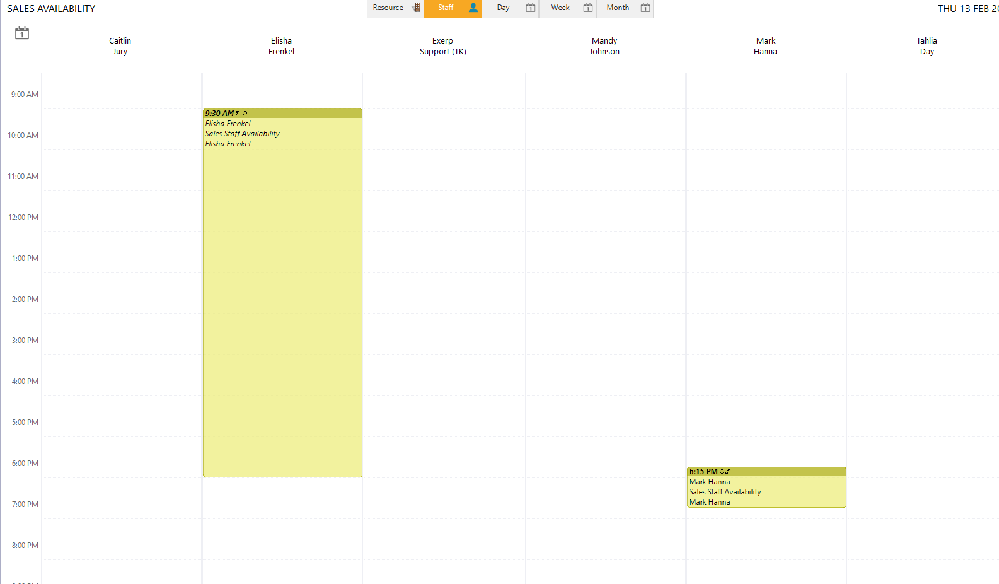 SALES AVAILABILITY
Resource
Staff
Day
Week
Month
THU 13 FEB
1
1
1
1
Caitlin
Jury
Elisha
Frenkel
Exerp
Support (TK)
Mandy
Johnson
Mark
Hanna
Tahlia
Day
9:00 AM
9:30 AM
Elisha Frenkel
Sales Staff Availability
Elisha Frenkel
10:00 AM
11:00 AM
12:00 PM
1:00 PM
2:00 PM
3:00 PM
4:00 PM
5:00 PM
6:00 PM
6:15 PM
Mark Hanna
Sales Staff Availability
Mark Hanna
7:00 PM
8:00 PM